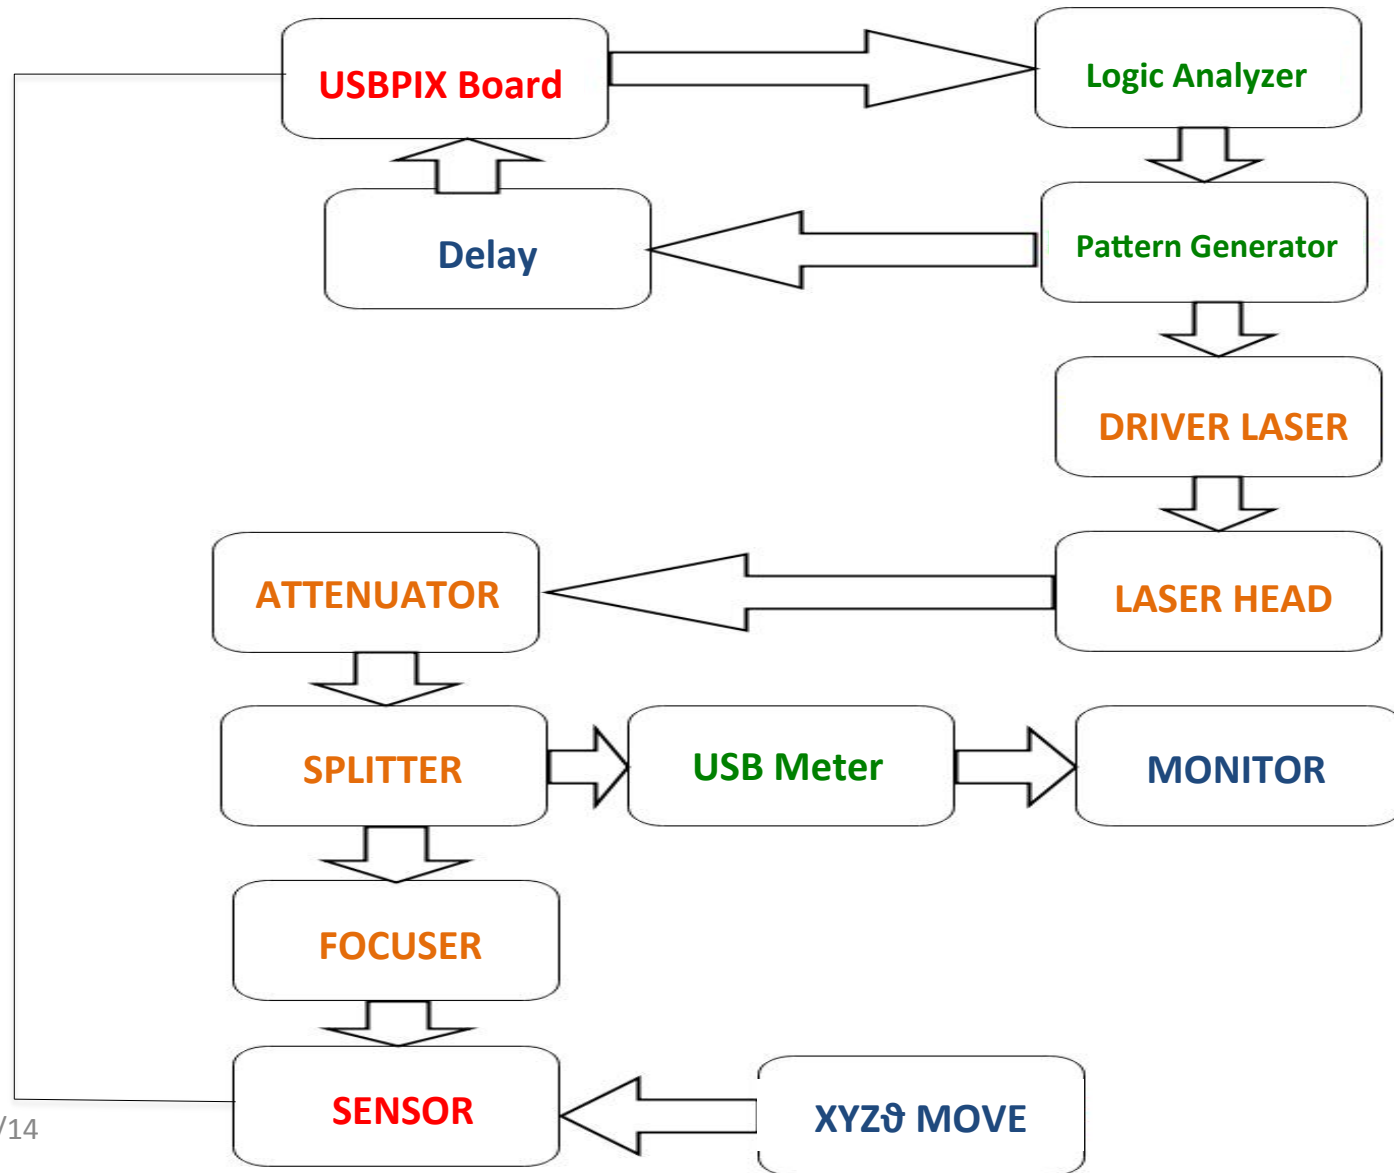 USBPIX Board
Logic Analyzer
Delay
Pattern Generator
DRIVER LASER
ATTENUATOR
LASER HEAD
SPLITTER
USB Meter
MONITOR
FOCUSER
SENSOR
XYZϑ MOVE
/14